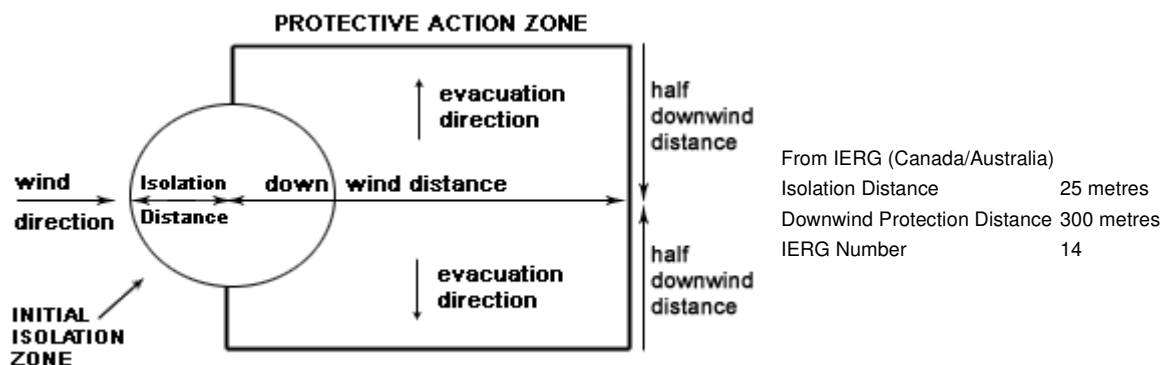 PROTECTIVE ACTION ZONE
evacuation
direction
half
downwind
distance
wind
direction
Isolation
Distance
down wind distance
evacuation
direction
half
downwind
distance
INITIAL
ISOLATION
ZONE
From IERG (Canada/Australia)
Isolation Distance 25 metres
Downwind Protection Distance 300 metres
IERG Number 14